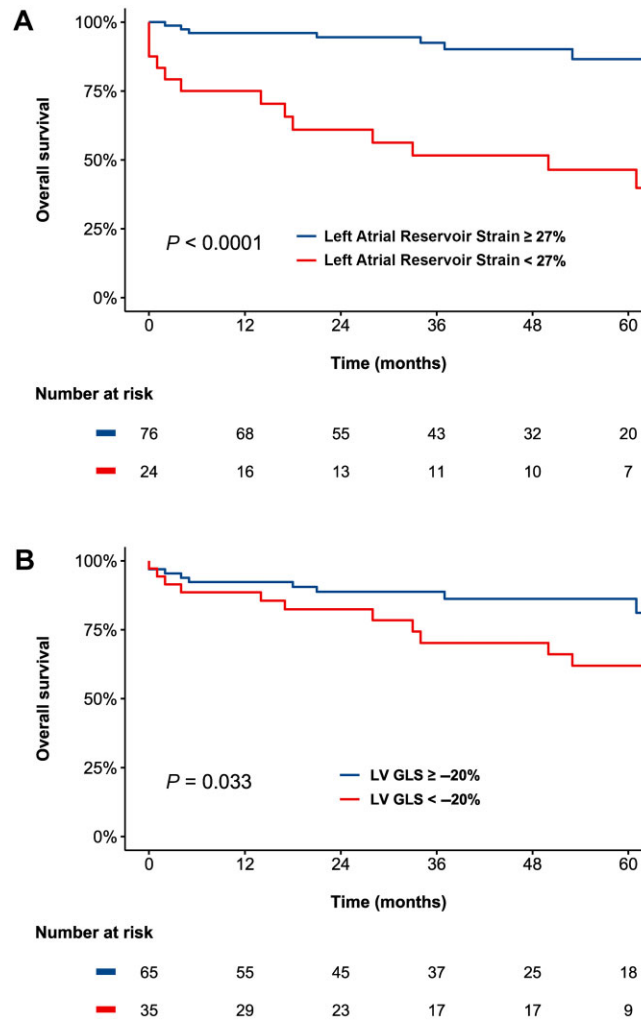 A
100%
75%
50%
25%
0%
Overall survival
P < 0.0001
Left Atrial Reservoir Strain ≥ 27%
Left Atrial Reservoir Strain < 27%
0 12 24 36 48 60
Time (months)
Number at risk
76 68 55 43 32 20
24 16 13 11 10 7
B
100%
75%
50%
25%
0%
Overall survival
P = 0.033
LV GLS ≥ –20%
LV GLS < –20%
0 12 24 36 48 60
Time (months)
Number at risk
65 55 45 37 25 18
35 29 23 17 17 9